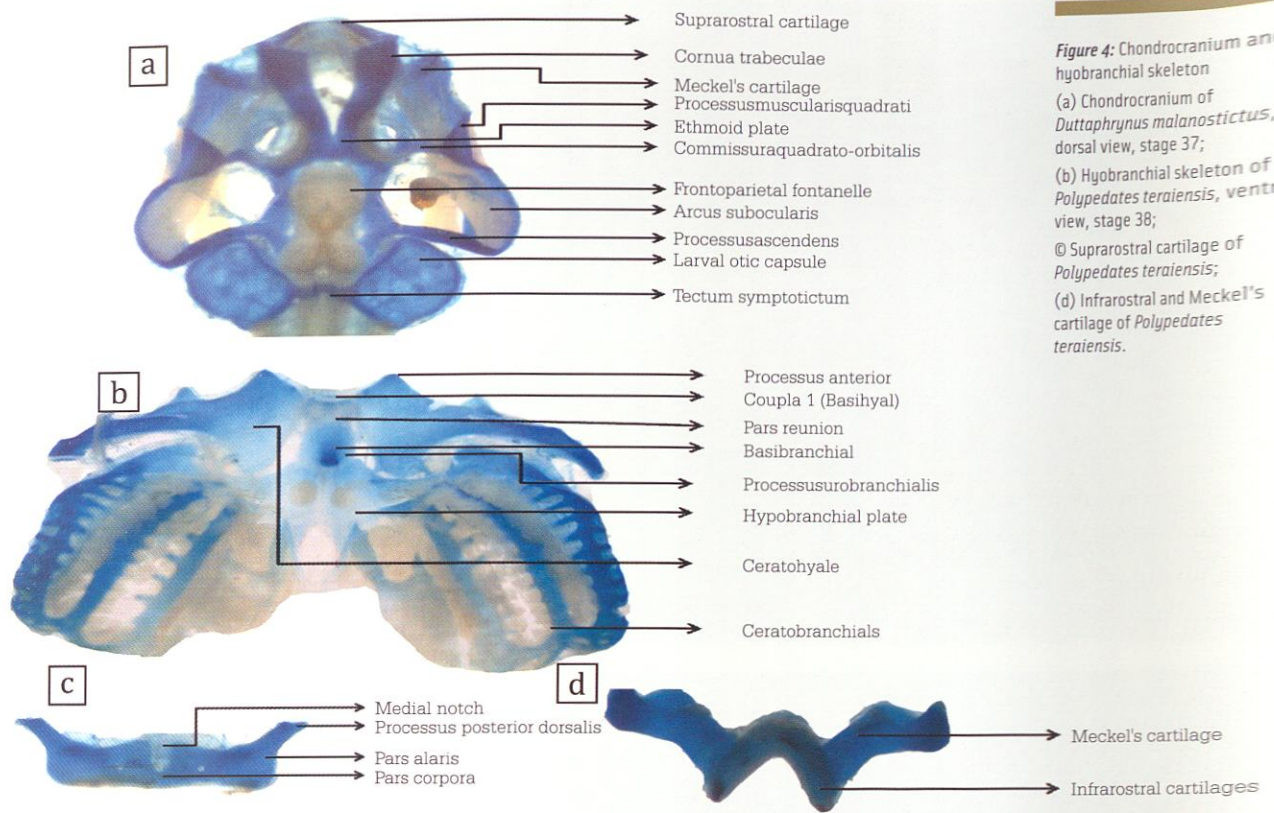 a
Suprarostral cartilage
Cornua trabeculae
Meckel's cartilage
Processusmuscularisquadrati
Ethmoid plate
Commissuraquadrato-orbitalis
Frontoparietal fontanelle
Arcus subocularis
Processusascendens
Larval otic capsule
Tectum symptotictum
b
Processus anterior
Coupla 1 (Basihyal)
Pars reunion
Basibranchial
Processusurobranchialis
Hypobranchial plate
Ceratohyale
Ceratobranchials
c
Medial notch
Processus posterior dorsalis
Pars alaris
Pars corpora
d
Meckel's cartilage
Infrarostral cartilages
Figure 4: Chondrocranium
hyobranchial skeleton
(a) Chondrocranium of
Duttaphrynus malanostictus,
dorsal view, stage 37;
(b) Hyobranchial skeleton of
Polypedates teraiensis,
view, stage 38;
© Suprarostral cartilage of
Polypedates teraiensis;
(d) Infrarostral and Meckel's
cartilage of Polypedates
teraiensis.